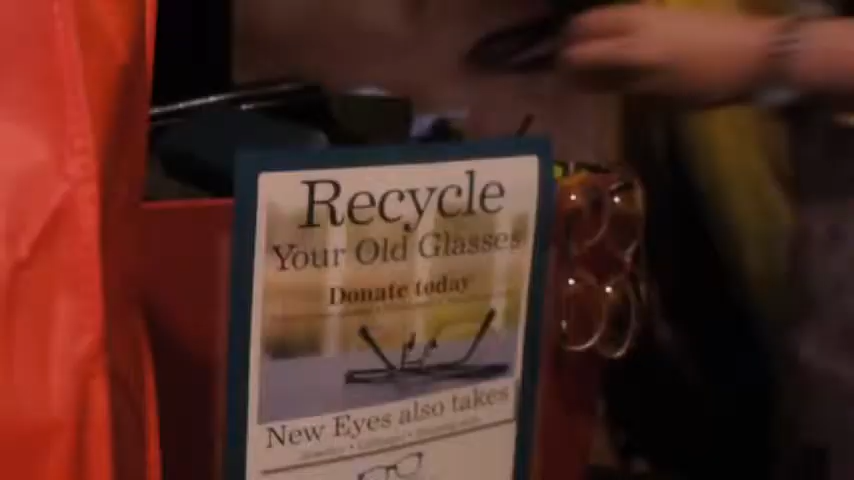 Recycle
Your Old Glasses
Donate today
New Eyes also takes